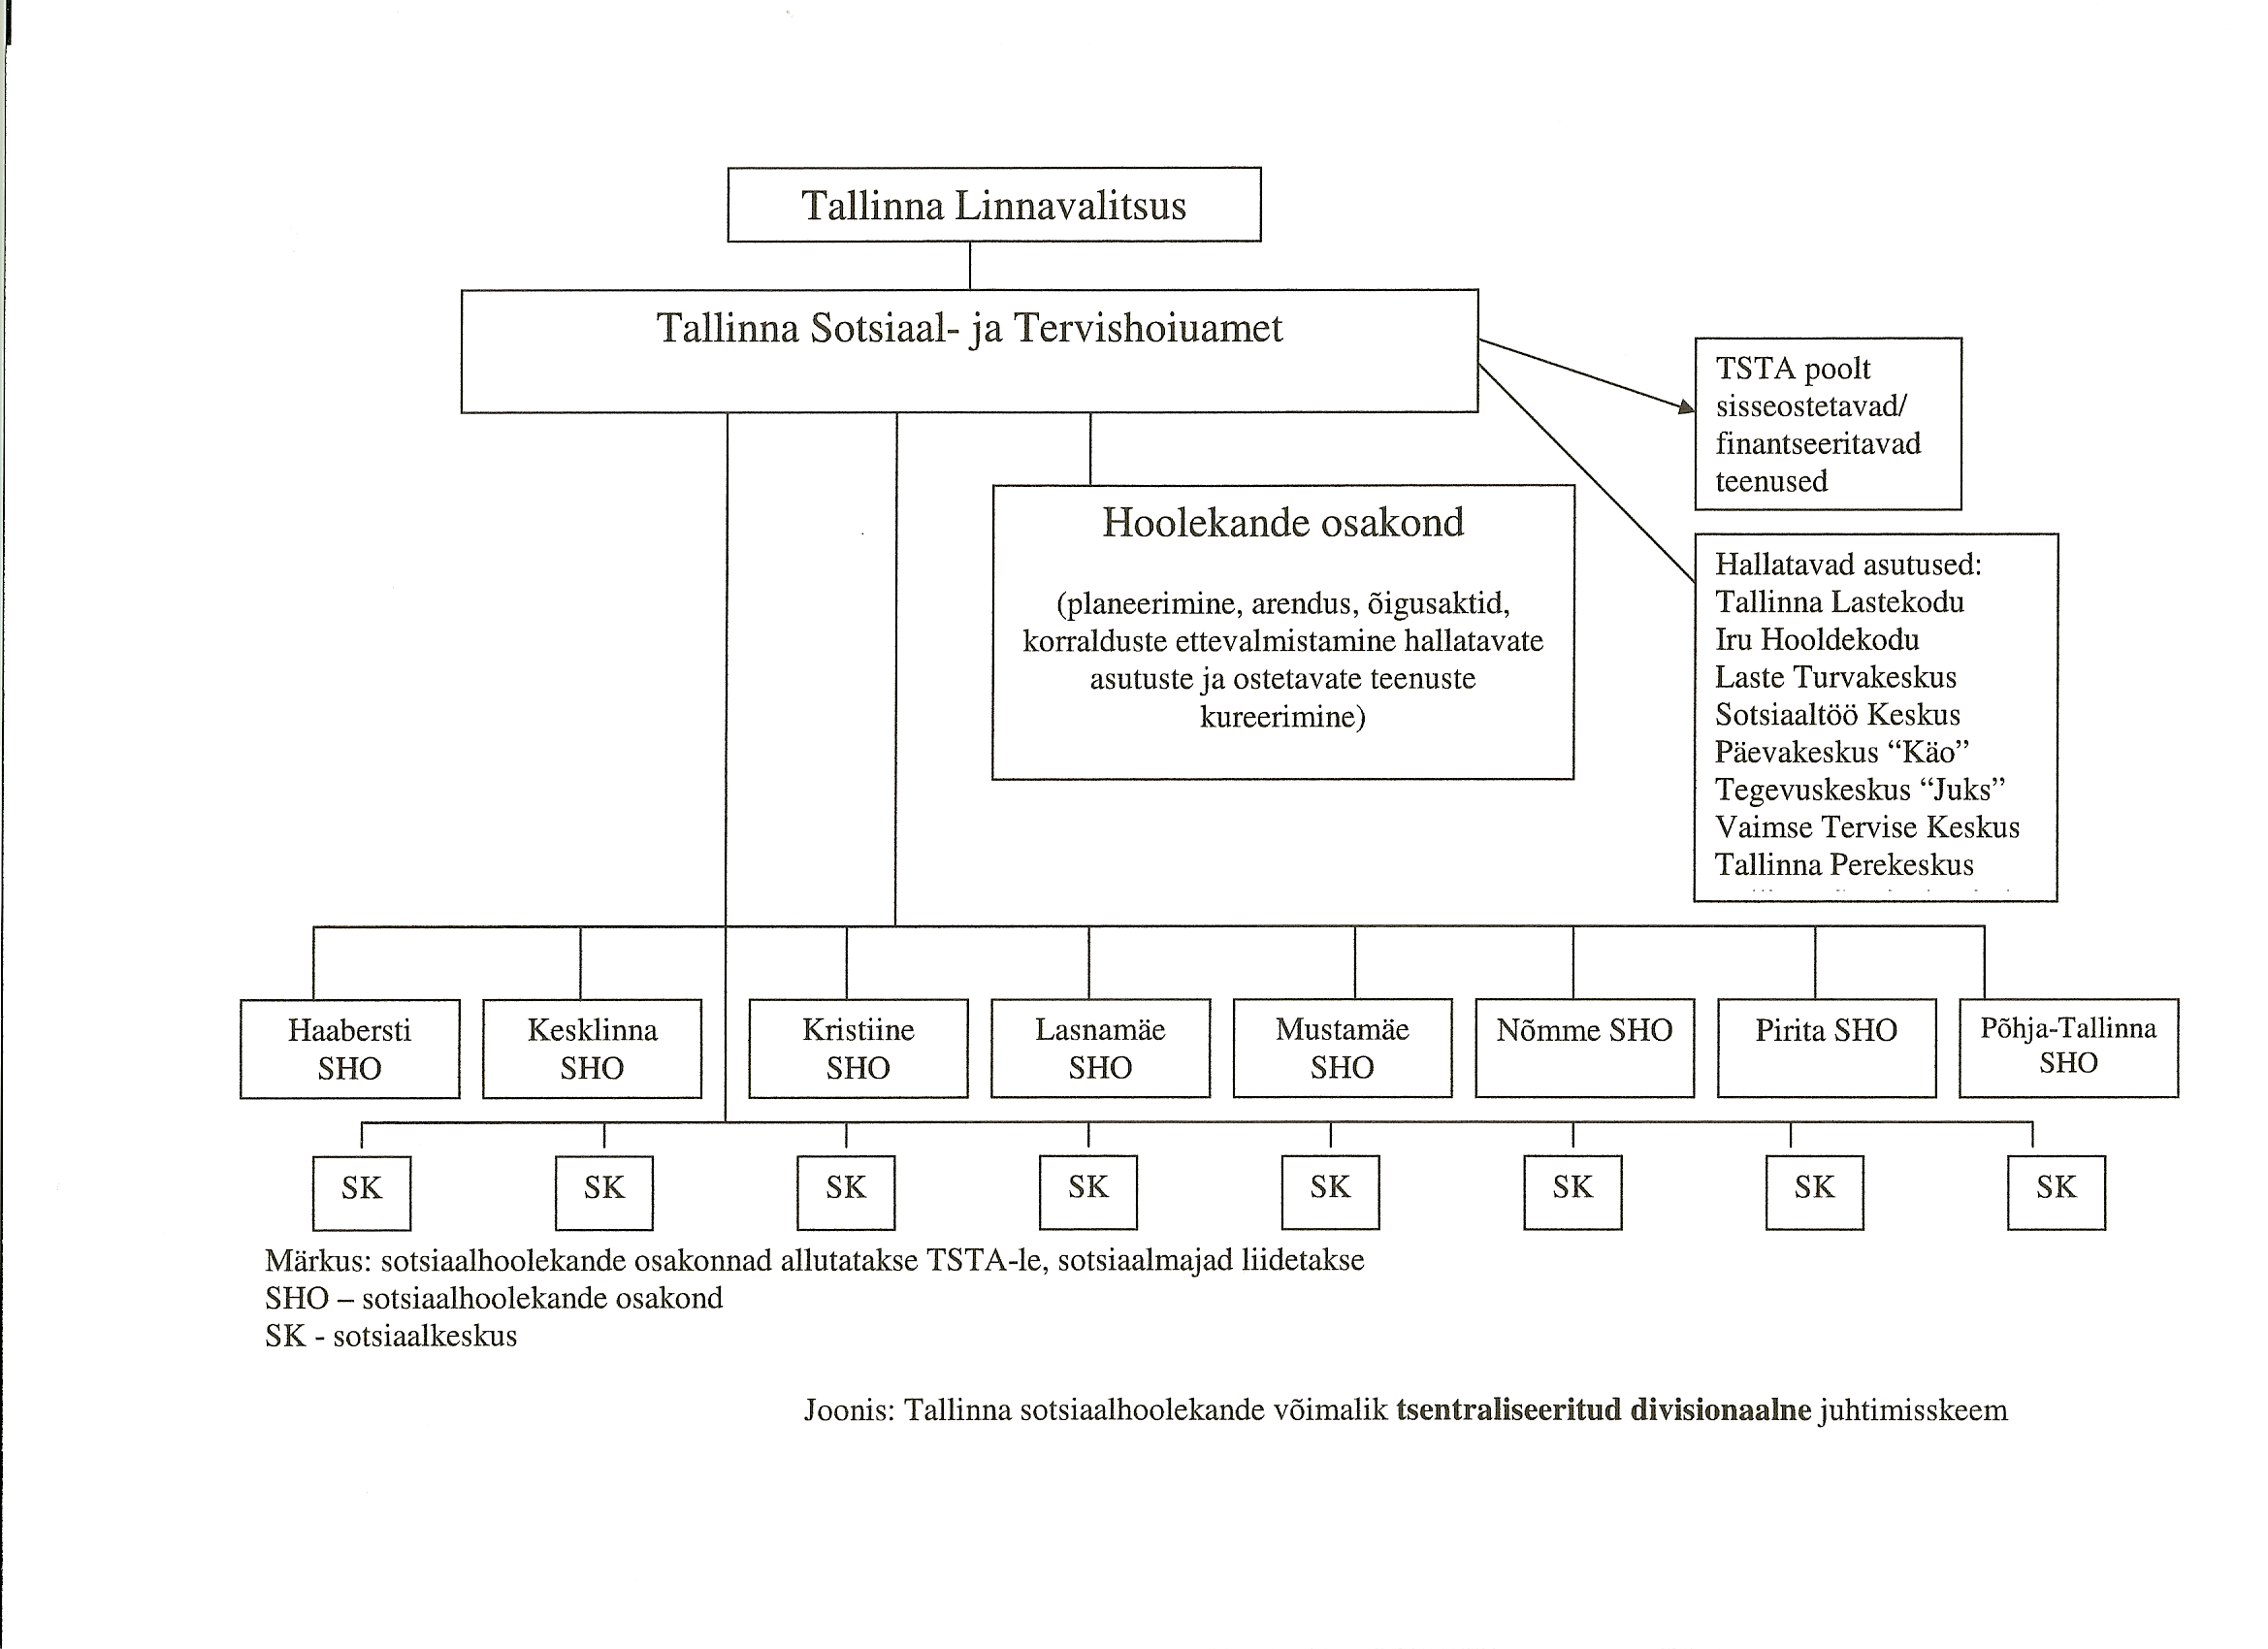 Tallinna Linnavalitsus
Tallinna Sotsiaal- ja Tervishoiuamet
TSTA poolt
sisseostetavad/
finantseeritavad
teenused
Hoolekande osakond
(planeerimine, arendus, õigusaktid,
korralduste ettevalmistamine hallatavate
asutuste ja ostetavate teenuste
kureerimine)
Hallatavad asutused:
Tallinna Lastekodu
Iru Hooldekodu
Laste Turvakeskus
Sotsiaaltöö Keskus
Päevakeskus “Käo”
Tegevuskeskus “Juks”
Vaimse Tervise Keskus
Tallinna Perekeskus
Haabersti
SHO
Kesklinna
SHO
Kristiine
SHO
Lasnamäe
SHO
Mustamäe
SHO
Nõmme SHO
Pirita SHO
Põhja-Tallinna
SHO
SK
SK
SK
SK
SK
SK
SK
SK
Märkus: sotsiaalhoolekande osakonnad allutatakse TSTA-le, sotsiaalmajad liidetakse
SHO – sotsiaalhoolekande osakond
SK - sotsiaalkeskus
Joonis: Tallinna sotsiaalhoolekande võimalik tsentraliseeritud divisionaalne juhtimisskeem